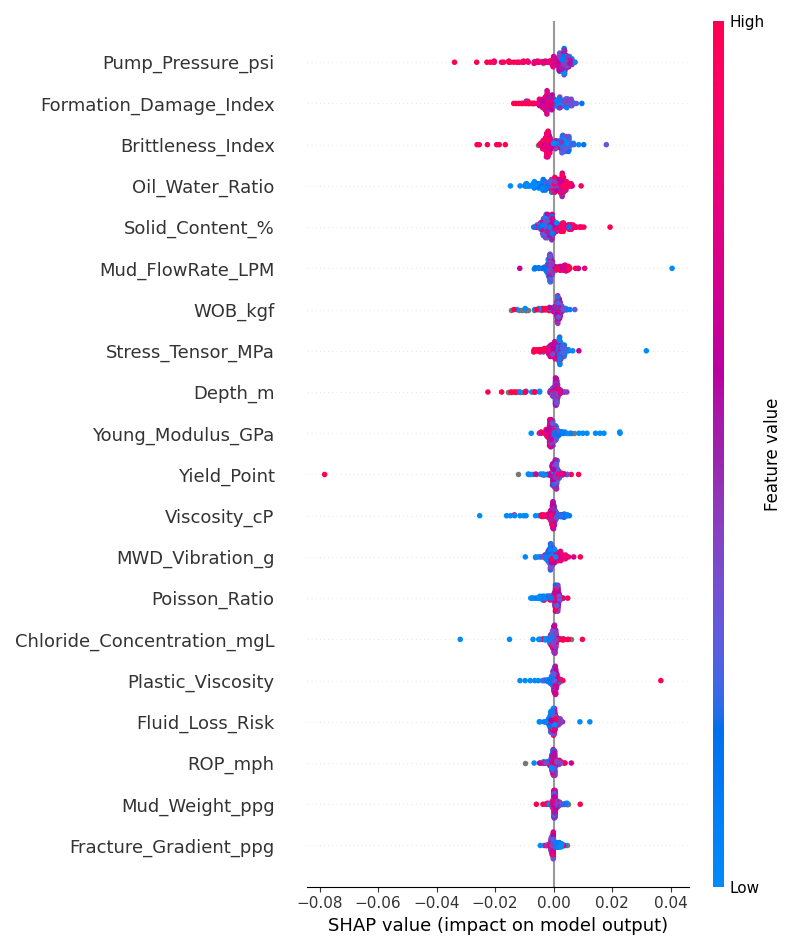 High
Pump_Pressure_psi
Formation_Damage_Index
Brittleness_Index
Oil_Water_Ratio
Solid_Content_%
Mud_FlowRate_LPM
WOB_kgf
Stress_Tensor_MPa
Depth_m
Young_Modulus_GPa
Yield_Point
Viscosity_cP
MWD_Vibration_g
Poisson_Ratio
Chloride_Concentration_mgL
Plastic_Viscosity
Fluid_Loss_Risk
ROP_mph
Mud_Weight_ppg
Fracture_Gradient_ppg
Feature value
Low
−0.08 −0.06 −0.04 −0.02 0.00 0.02 0.04
SHAP value (impact on model output)